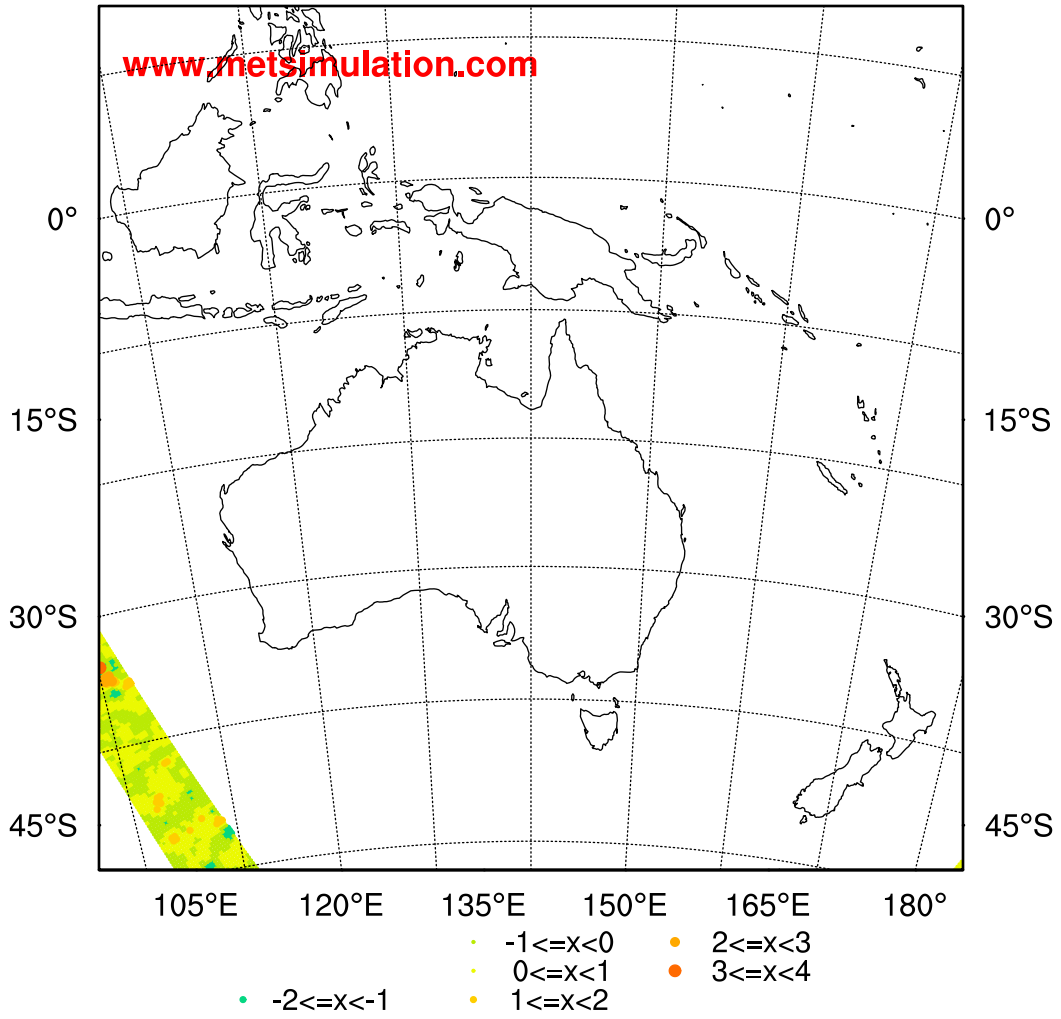 www.metsimulation.com
0° 0°
15°S 15°S
30°S 30°S
45°S 45°S
105°E 120°E 135°E 150°E 165°E 180°
-1<=x<0 2<=x<3
0<=x<1 3<=x<4
-2<=x<-1 1<=x<2